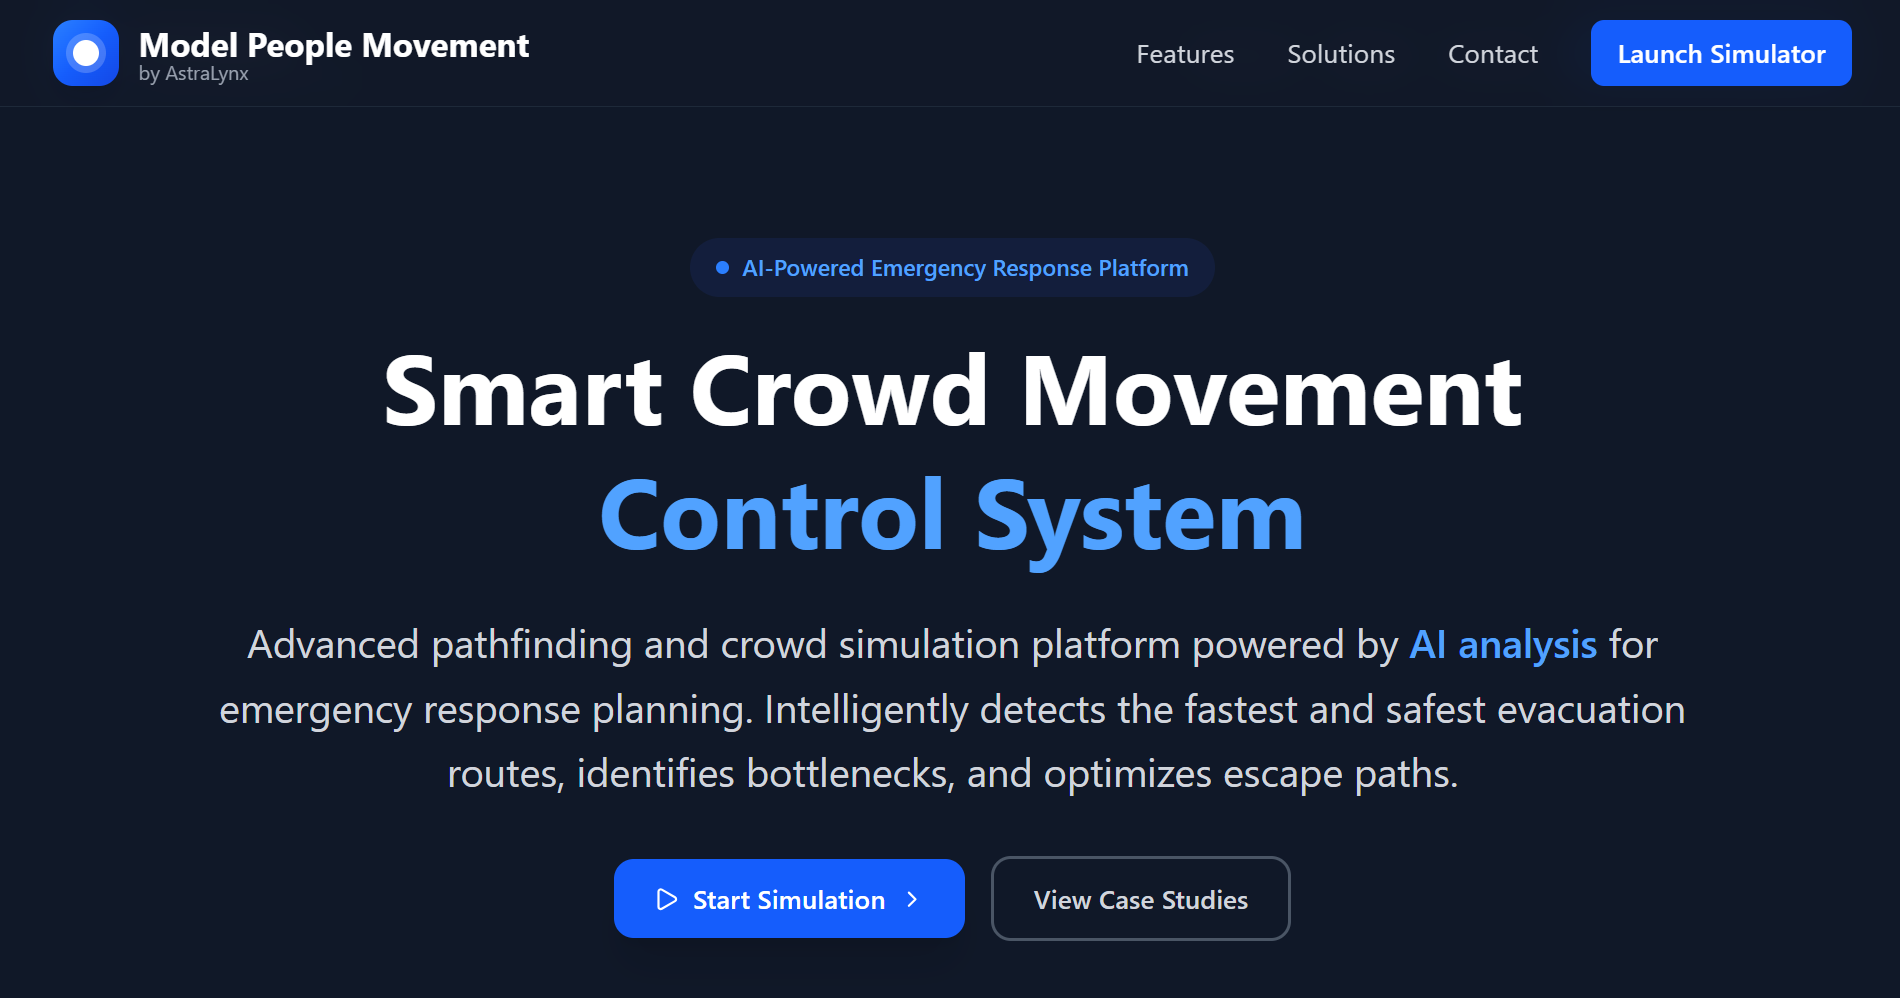 Model People Movement
by AstraLynx
Features
Solutions
Contact
Launch Simulator
AI-Powered Emergency Response Platform
Smart Crowd Movement
Control System
Advanced pathfinding and crowd simulation platform powered by AI analysis for
emergency response planning. Intelligently detects the fastest and safest evacuation
routes, identifies bottlenecks, and optimizes escape paths.
Start Simulation
View Case Studies